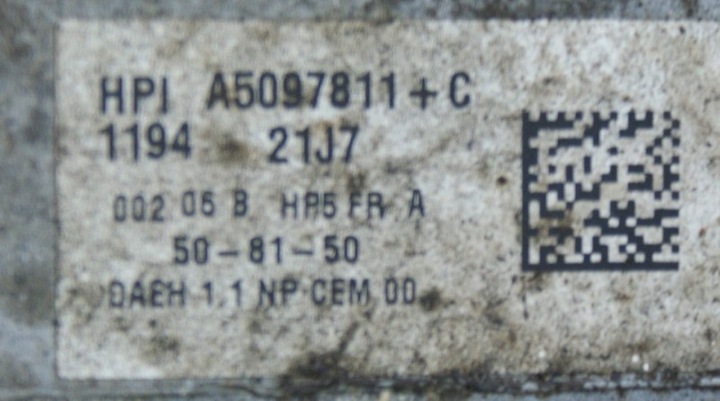 HPI A5097811+C
1194 21J7
002 06 B HP5 FR A
50-81-50
DAEH 1.1 NP CEM 00